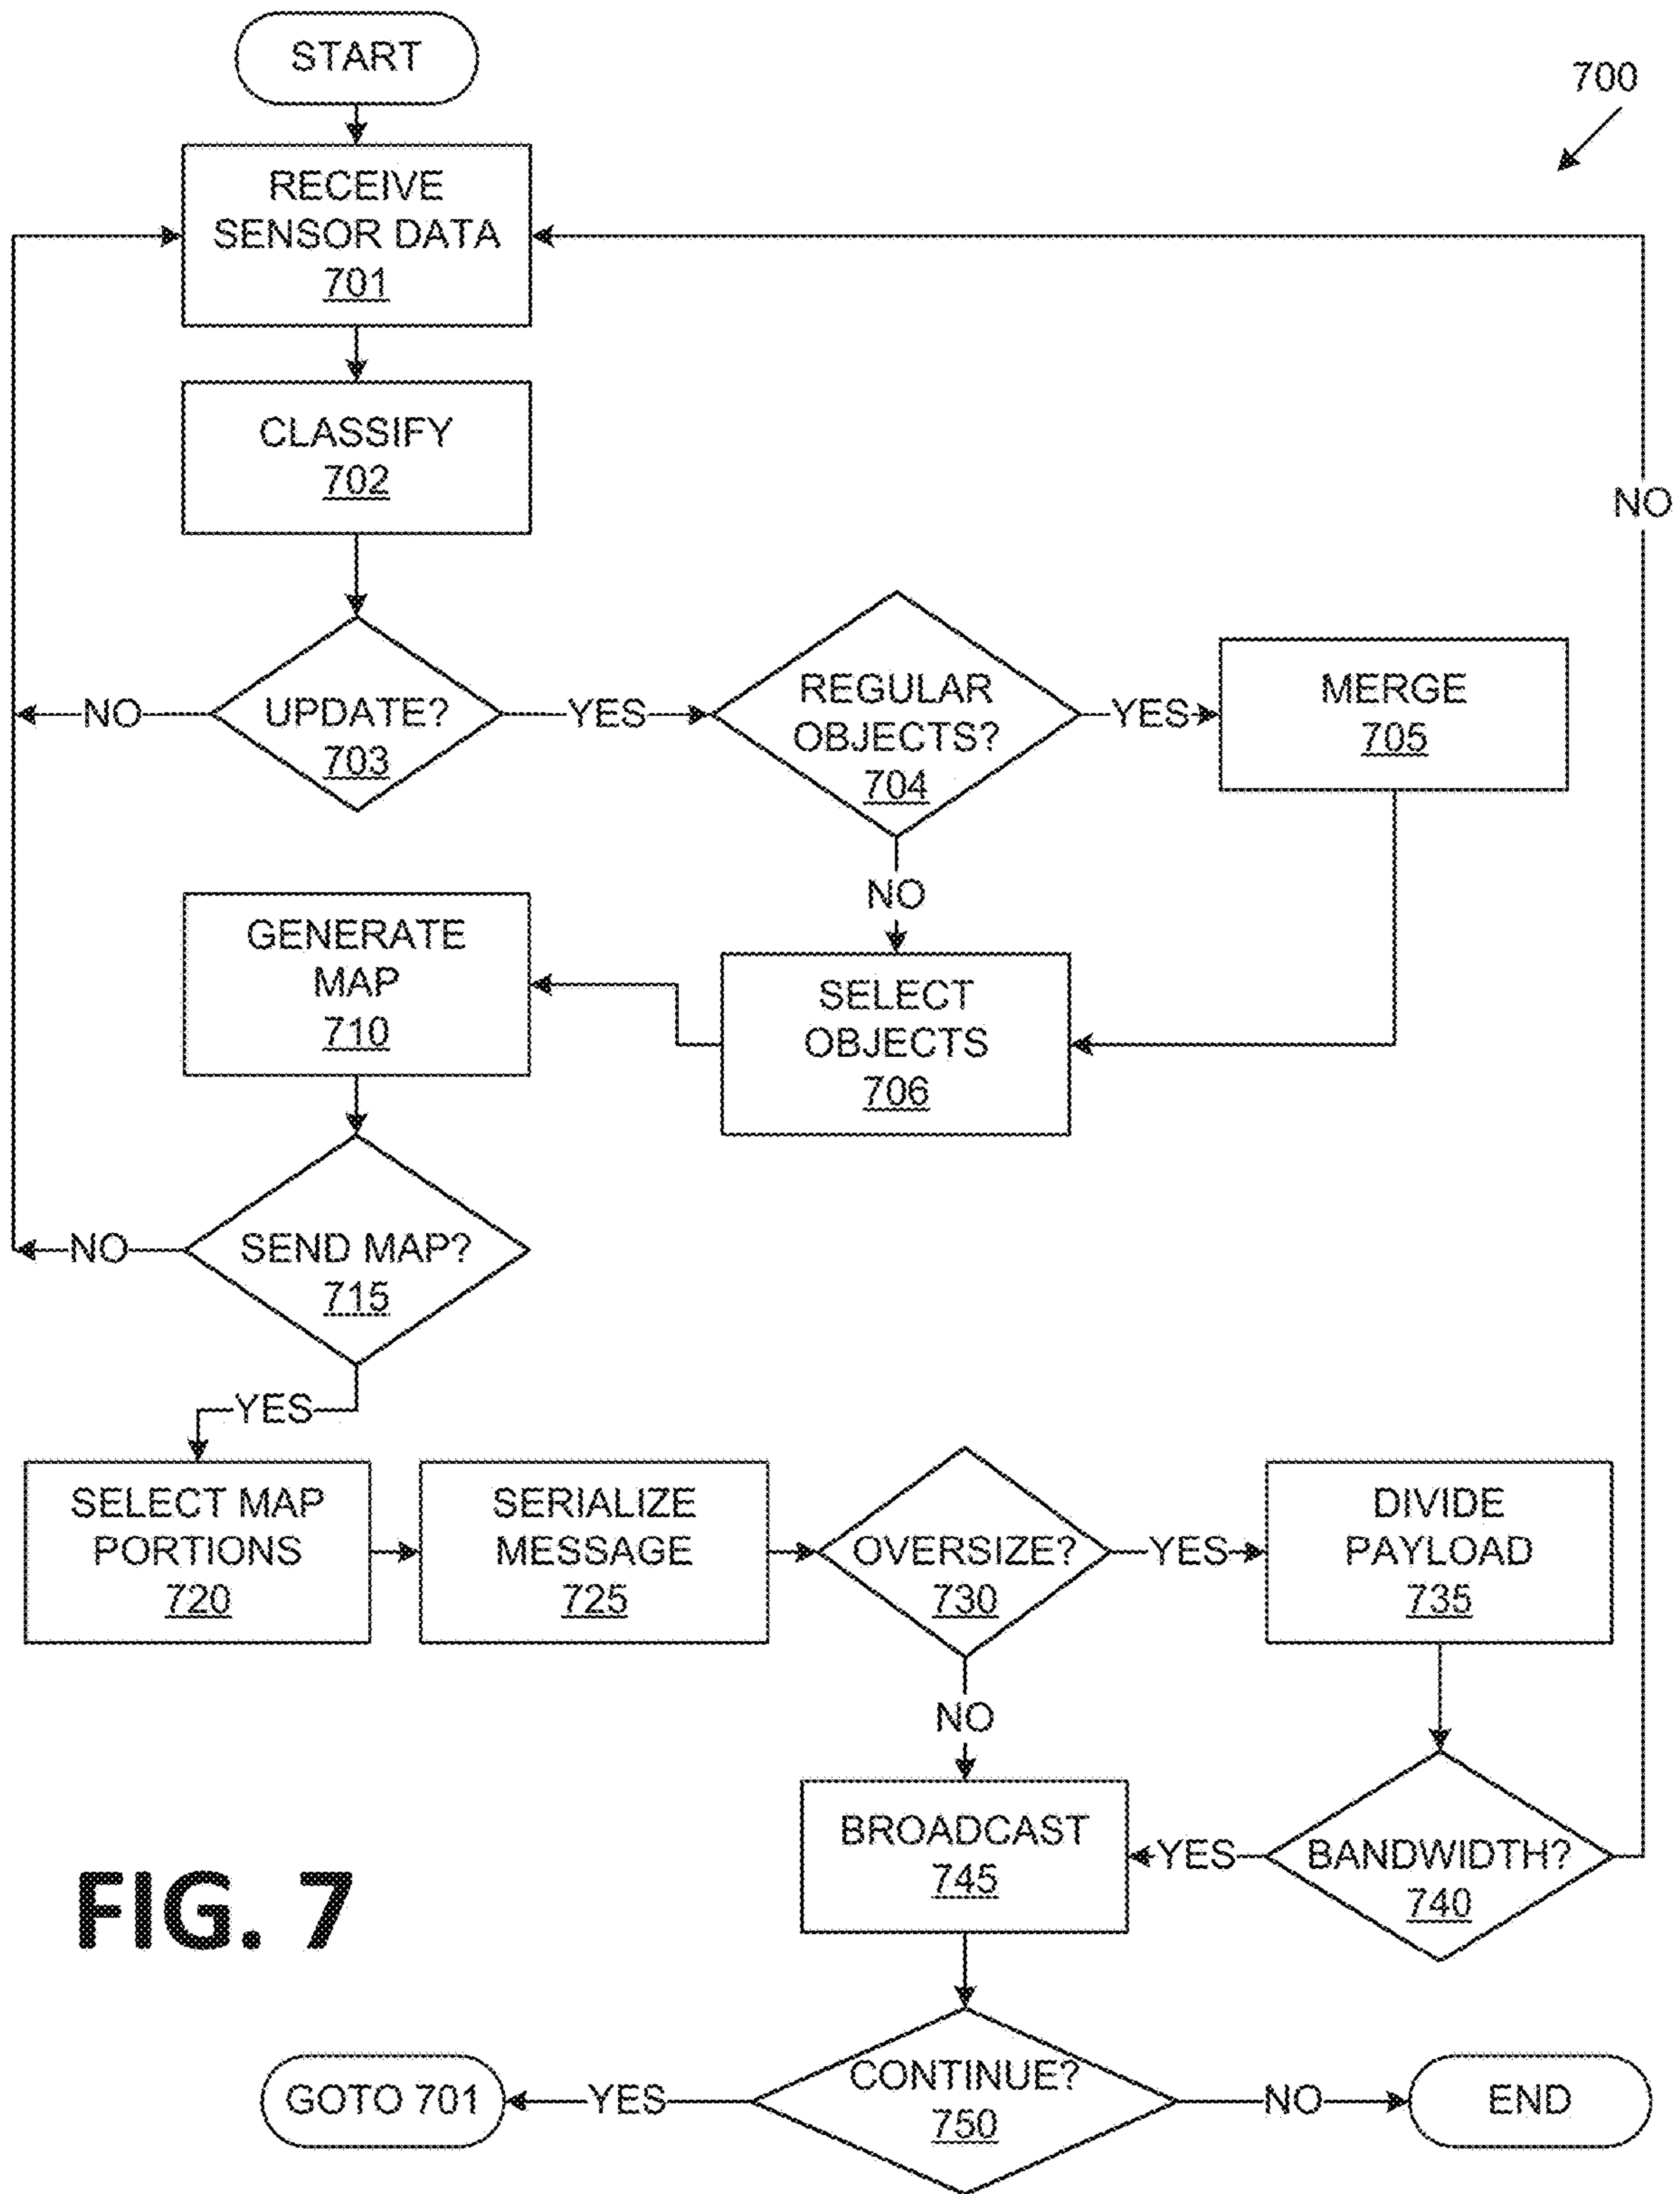 START
700
RECEIVE
SENSOR DATA
701
CLASSIFY
702
NO
UPDATE?
703
NO
YES
REGULAR
OBJECTS?
704
YES
MERGE
705
NO
GENERATE
MAP
710
SELECT
OBJECTS
706
NO
SEND MAP?
715
YES
SELECT MAP
PORTIONS
720
SERIALIZE
MESSAGE
725
OVERSIZE?
730
YES
DIVIDE
PAYLOAD
735
NO
BROADCAST
745
YES
BANDWIDTH?
740
FIG. 7
CONTINUE?
750
GOTO 701
YES
NO
END